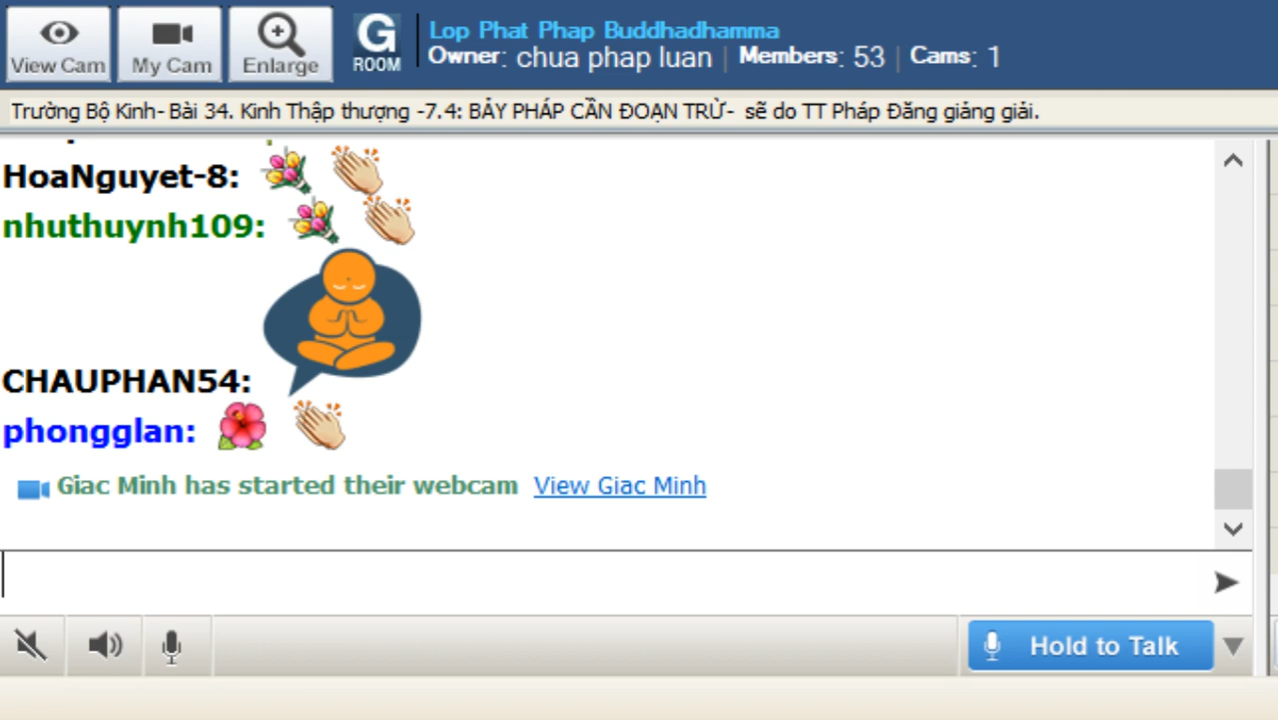 View Cam
My Cam
Enlarge
G
ROOM
Lop Phat Phap Buddhadhamma
Owner: chua phap luan | Members: 53 | Cams: 1
Trường Bộ Kinh- Bài 34. Kinh Thập thượng -7.4: BẢY PHÁP CẦN ĐOẠN TRỪ- sẽ do TT Pháp Đăng giảng giải.
HoaNguyet-8:
nhuthuynh109:
CHAUPHAN54:
phongglan:
Giac Minh has started their webcam View Giac Minh
Hold to Talk